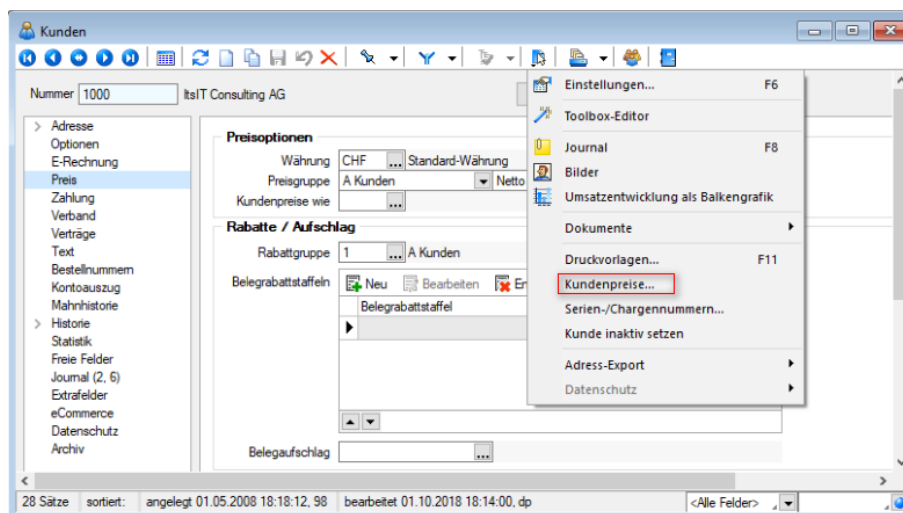 Kunden
Nummer 1000 ItsIT Consulting AG
Adresse
Optionen
E-Rechnung
Preis
Zahlung
Verband
Verträge
Text
Bestellnummern
Kontoauszug
Mahnhistorie
Historie
Statistik
Freie Felder
Journal (2, 6)
Extrafelder
eCommerce
Datenschutz
Archiv
Preisoptionen
Währung CHF ... Standard-Währung
Preisgruppe A Kunden Netto
Kundenpreise wie ...
Rabatte / Aufschlag
Rabattgruppe 1 ... A Kunden
Belegrabattstaffeln Neu Bearbeiten
Belegrabattstaffel
Belegaufschlag ...
Einstellungen... F6
Toolbox-Editor
Journal F8
Bilder
Umsatzentwicklung als Balkengrafik
Dokumente
Druckvorlagen... F11
Kundenpreise...
Serien-/Chargennummern...
Kunde inaktiv setzen
Adress-Export
Datenschutz
28 Sätze sortiert: angelegt 01.05.2008 18:18:12, 98 bearbeitet 01.10.2018 18:14:00, dp <Alle Felder>